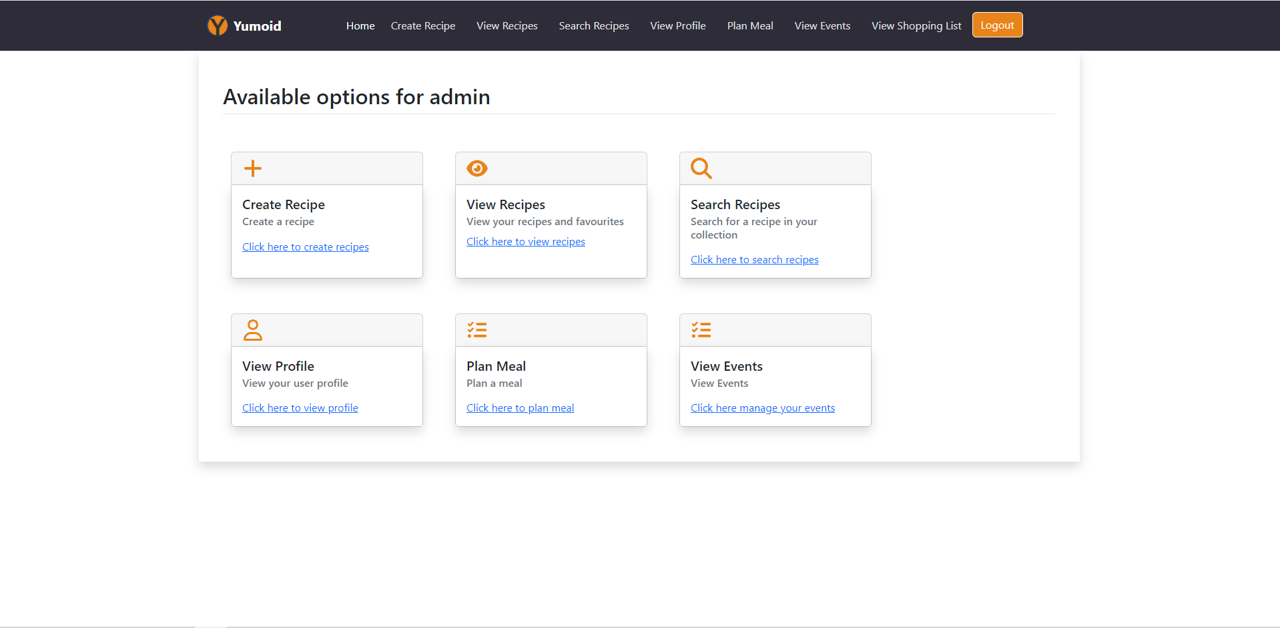 Yumoid Home Create Recipe View Recipes Search Recipes View Profile Plan Meal View Events View Shopping List Logout
Available options for admin
Create Recipe
Create a recipe
Click here to create recipes
View Recipes
View your recipes and favourites
Click here to view recipes
Search Recipes
Search for a recipe in your
collection
Click here to search recipes
View Profile
View your user profile
Click here to view profile
Plan Meal
Plan a meal
Click here to plan meal
View Events
View Events
Click here manage your events